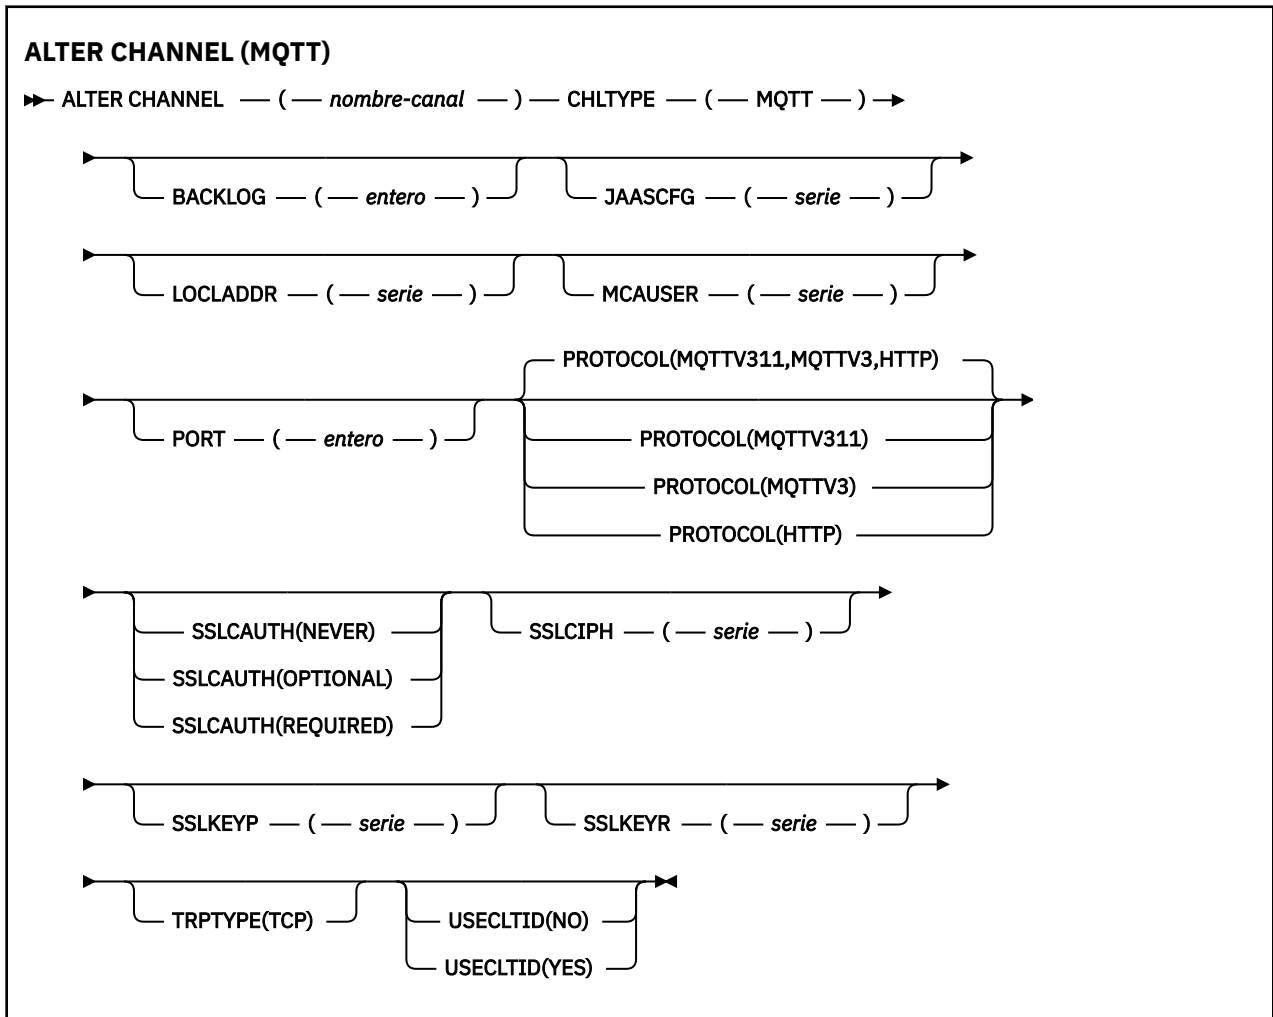 ALTER CHANNEL (MQTT)
ALTER CHANNEL ( nombre-canal ) CHLTYPE ( MQTT )
BACKLOG ( entero ) JAASCFG ( serie )
LOCLADDR ( serie ) MCAUSER ( serie )
PROTOCOL(MQTTV311,MQTTV3,HTTP)
PORT ( entero ) PROTOCOL(MQTTV311)
PROTOCOL(MQTTV3)
PROTOCOL(HTTP)
SSLCAUTH(NEVER) SSLCIPH ( serie )
SSLCAUTH(OPTIONAL)
SSLCAUTH(REQUIRED)
SSLKEYP ( serie ) SSLKEYR ( serie )
TRPTYPE(TCP) USECLTID(NO)
USECLTID(YES)